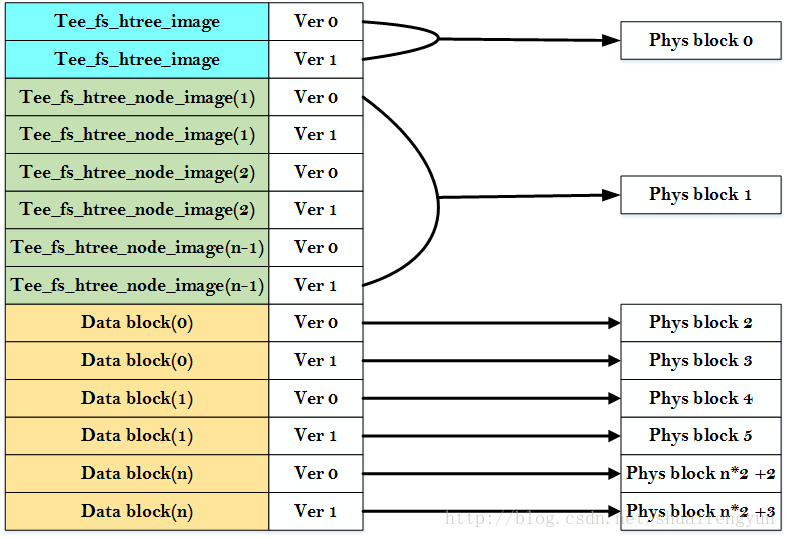 Tee_fs_htree_image Ver 0
Phys block 0
Tee_fs_htree_image Ver 1
Tee_fs_htree_node_image(1) Ver 0
Tee_fs_htree_node_image(1) Ver 1
Tee_fs_htree_node_image(2) Ver 0
Phys block 1
Tee_fs_htree_node_image(2) Ver 1
Tee_fs_htree_node_image(n-1) Ver 0
Tee_fs_htree_node_image(n-1) Ver 1
Data block(0) Ver 0 Phys block 2
Data block(0) Ver 1 Phys block 3
Data block(1) Ver 0 Phys block 4
Data block(1) Ver 1 Phys block 5
Data block(n) Ver 0 Phys block n*2 +2
Data block(n) Ver 1 Phys block n*2 +3
http://blog.csdn.net/shuaifengyun